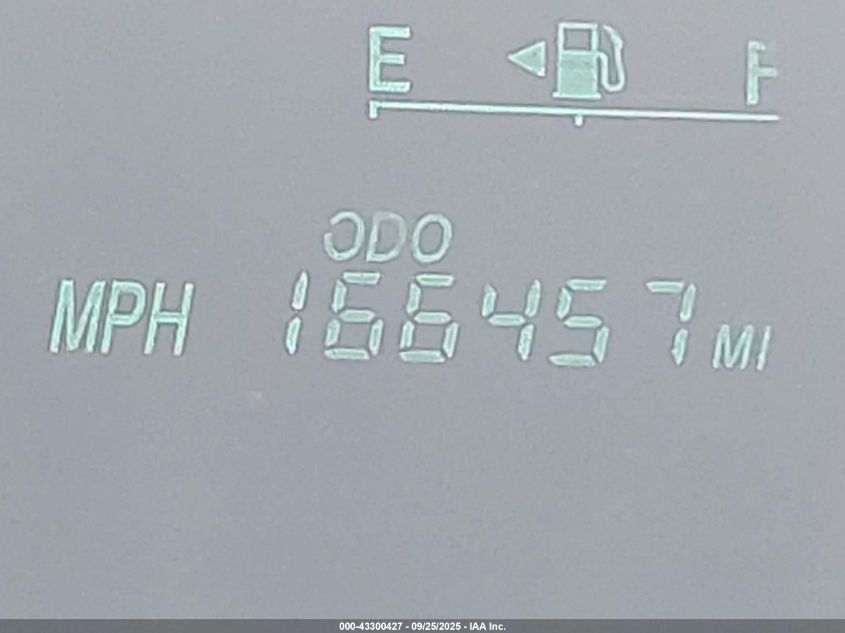 E F
ODO
MPH 166457 MI
000-43300427 - 09/25/2025 - IAA Inc.